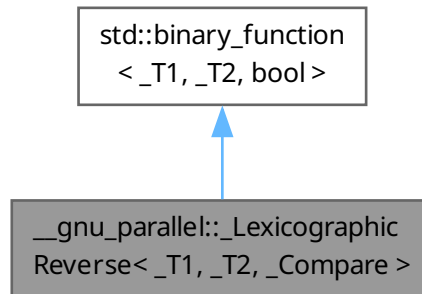 std::binary_function
< _T1, _T2, bool >
__gnu_parallel::_Lexicographic
Reverse< _T1, _T2, _Compare >